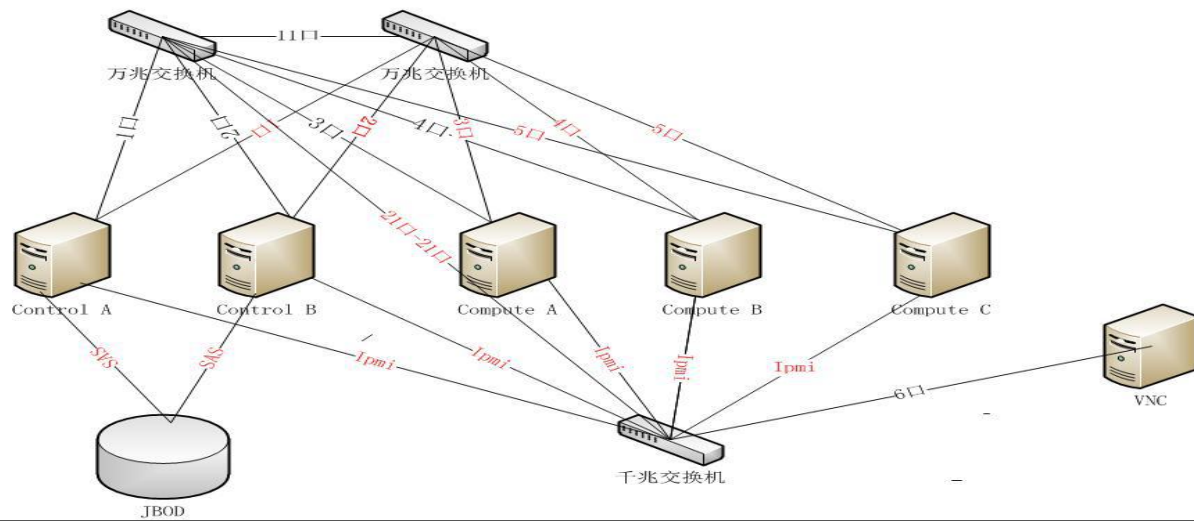 11口
万兆交换机
万兆交换机
11口
2口
口
3口
2口
4口
3口
5口
4口
5口
21口-21口
Control A
Control B
Compute A
Compute B
Compute C
SAS
SAS
Ipmi
Ipmi
Ipmi
Ipmi
Ipmi
6口
VNC
千兆交换机
JBOD